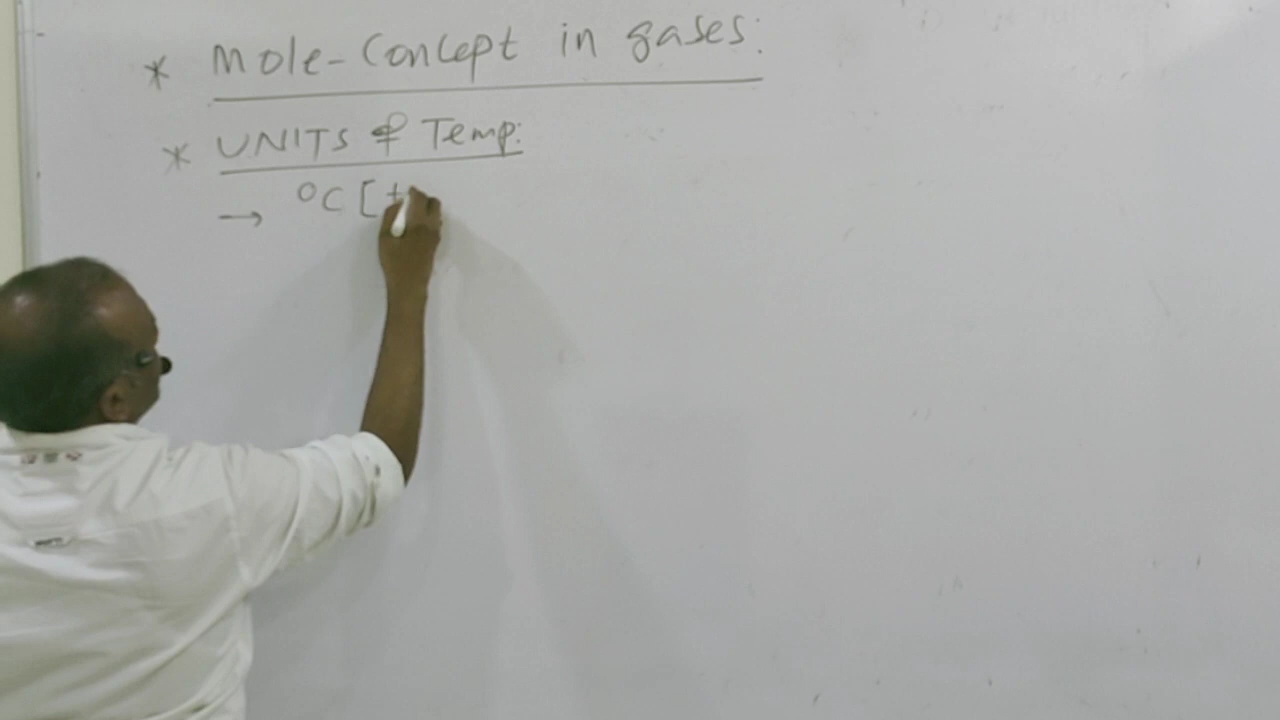 * Mole-Concept in gases:
* UNITS of Temp:
→ °C [t